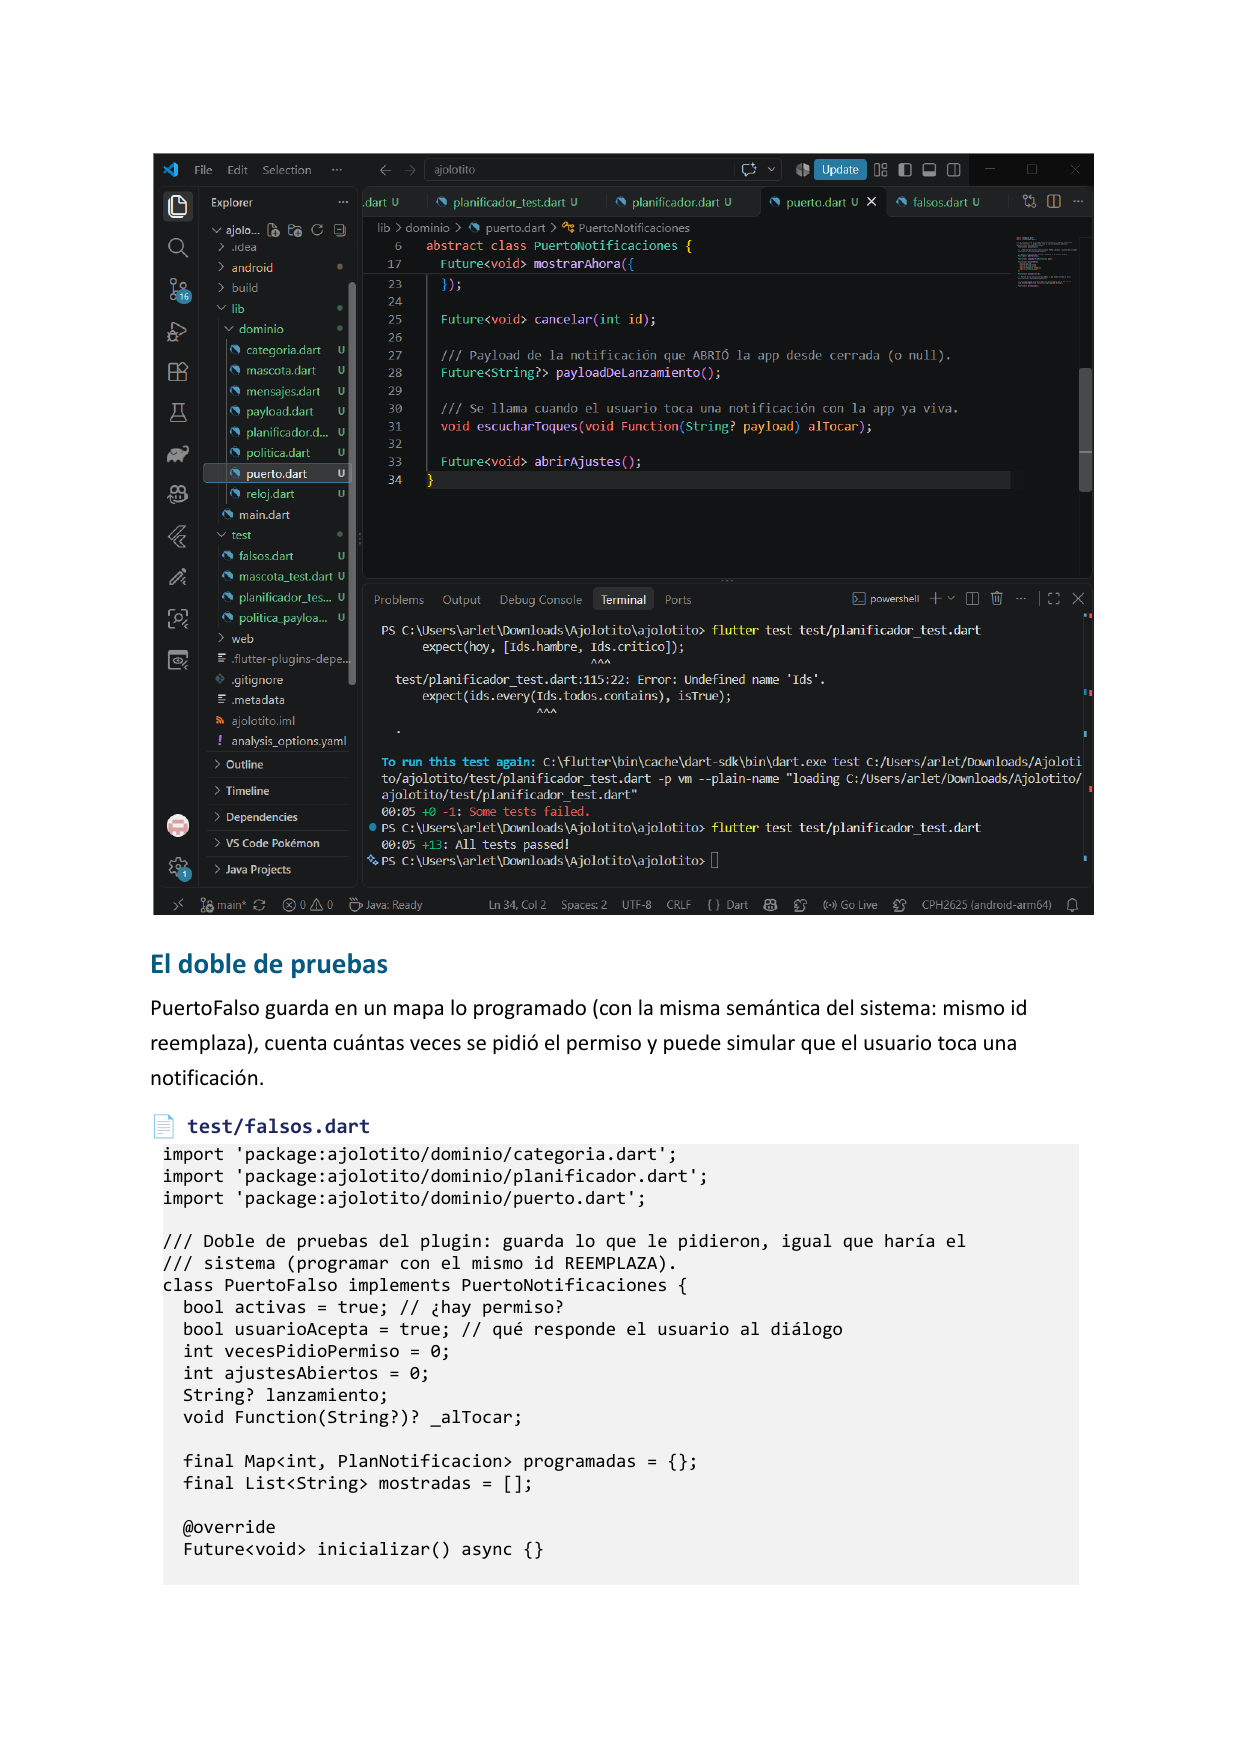 File Edit Selection ··· ajolotito Update
Explorer ···
.dart U planificador_test.dart U planificador.dart U puerto.dart U falsos.dart U ···
lib > dominio > puerto.dart > PuertoNotificaciones
ajolo...
.idea
android
build
lib
dominio
categoria.dart U
mascota.dart U
mensajes.dart U
payload.dart U
planificador.d... U
politica.dart U
puerto.dart U
reloj.dart U
main.dart
test
falsos.dart U
mascota_test.dart U
planificador_tes... U
politica_payloa... U
web
.flutter-plugins-depe...
.gitignore
.metadata
ajolotito.iml
analysis_options.yaml
Outline
Timeline
Dependencies
VS Code Pokémon
Java Projects
16
1
6 abstract class PuertoNotificaciones {
17 Future<void> mostrarAhora({
23 });
24
25 Future<void> cancelar(int id);
26
27 /// Payload de la notificación que ABRIÓ la app desde cerrada (o null).
28 Future<String?> payloadDeLanzamiento();
29
30 /// Se llama cuando el usuario toca una notificación con la app ya viva.
31 void escucharToques(void Function(String? payload) alTocar);
32
33 Future<void> abrirAjustes();
34 }
Problems Output Debug Console Terminal Ports powershell ···
PS C:\Users\arlet\Downloads\Ajolotito\ajolotito> flutter test test/planificador_test.dart
expect(hoy, [Ids.hambre, Ids.critico]);
^^^
test/planificador_test.dart:115:22: Error: Undefined name 'Ids'.
expect(ids.every(Ids.todos.contains), isTrue);
^^^
.
To run this test again: C:\flutter\bin\cache\dart-sdk\bin\dart.exe test C:/Users/arlet/Downloads/Ajoloti
to/ajolotito/test/planificador_test.dart -p vm --plain-name "loading C:/Users/arlet/Downloads/Ajolotito/
ajolotito/test/planificador_test.dart"
00:05 +0 -1: Some tests failed.
PS C:\Users\arlet\Downloads\Ajolotito\ajolotito> flutter test test/planificador_test.dart
00:05 +13: All tests passed!
PS C:\Users\arlet\Downloads\Ajolotito\ajolotito>
main* 0 0 Java: Ready Ln 34, Col 2 Spaces: 2 UTF-8 CRLF { } Dart Go Live CPH2625 (android-arm64)
El doble de pruebas
PuertoFalso guarda en un mapa lo programado (con la misma semántica del sistema: mismo id
reemplaza), cuenta cuántas veces se pidió el permiso y puede simular que el usuario toca una
notificación.
test/falsos.dart
import 'package:ajolotito/dominio/categoria.dart';
import 'package:ajolotito/dominio/planificador.dart';
import 'package:ajolotito/dominio/puerto.dart';
/// Doble de pruebas del plugin: guarda lo que le pidieron, igual que haría el
/// sistema (programar con el mismo id REEMPLAZA).
class PuertoFalso implements PuertoNotificaciones {
bool activas = true; // ¿hay permiso?
bool usuarioAcepta = true; // qué responde el usuario al diálogo
int vecesPidioPermiso = 0;
int ajustesAbiertos = 0;
String? lanzamiento;
void Function(String?)? _alTocar;
final Map<int, PlanNotificacion> programadas = {};
final List<String> mostradas = [];
@override
Future<void> inicializar() async {}